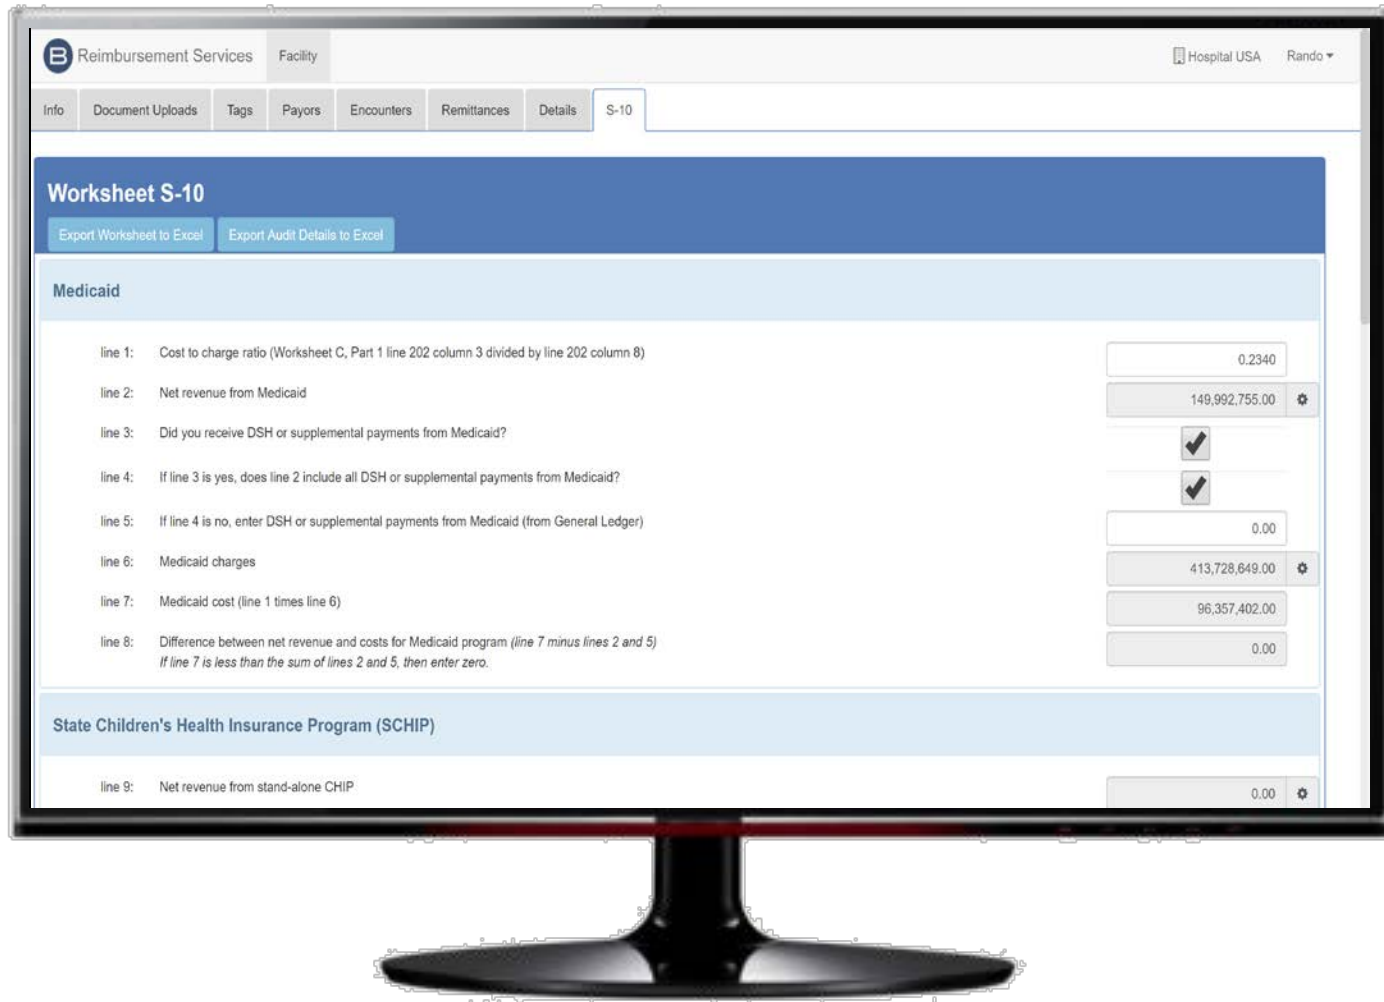 B Reimbursement Services Facility Hospital USA Rando
Info Document Uploads Tags Payors Encounters Remittances Details S-10
Worksheet S-10
Export Worksheet to Excel Export Audit Details to Excel
Medicaid
line 1: Cost to charge ratio (Worksheet C, Part 1 line 202 column 3 divided by line 202 column 8) 0.2340
line 2: Net revenue from Medicaid 149,992,755.00
line 3: Did you receive DSH or supplemental payments from Medicaid?
line 4: If line 3 is yes, does line 2 include all DSH or supplemental payments from Medicaid?
line 5: If line 4 is no, enter DSH or supplemental payments from Medicaid (from General Ledger) 0.00
line 6: Medicaid charges 413,728,649.00
line 7: Medicaid cost (line 1 times line 6) 96,357,402.00
line 8: Difference between net revenue and costs for Medicaid program (line 7 minus lines 2 and 5) 0.00
If line 7 is less than the sum of lines 2 and 5, then enter zero.
State Children's Health Insurance Program (SCHIP)
line 9: Net revenue from stand-alone CHIP 0.00